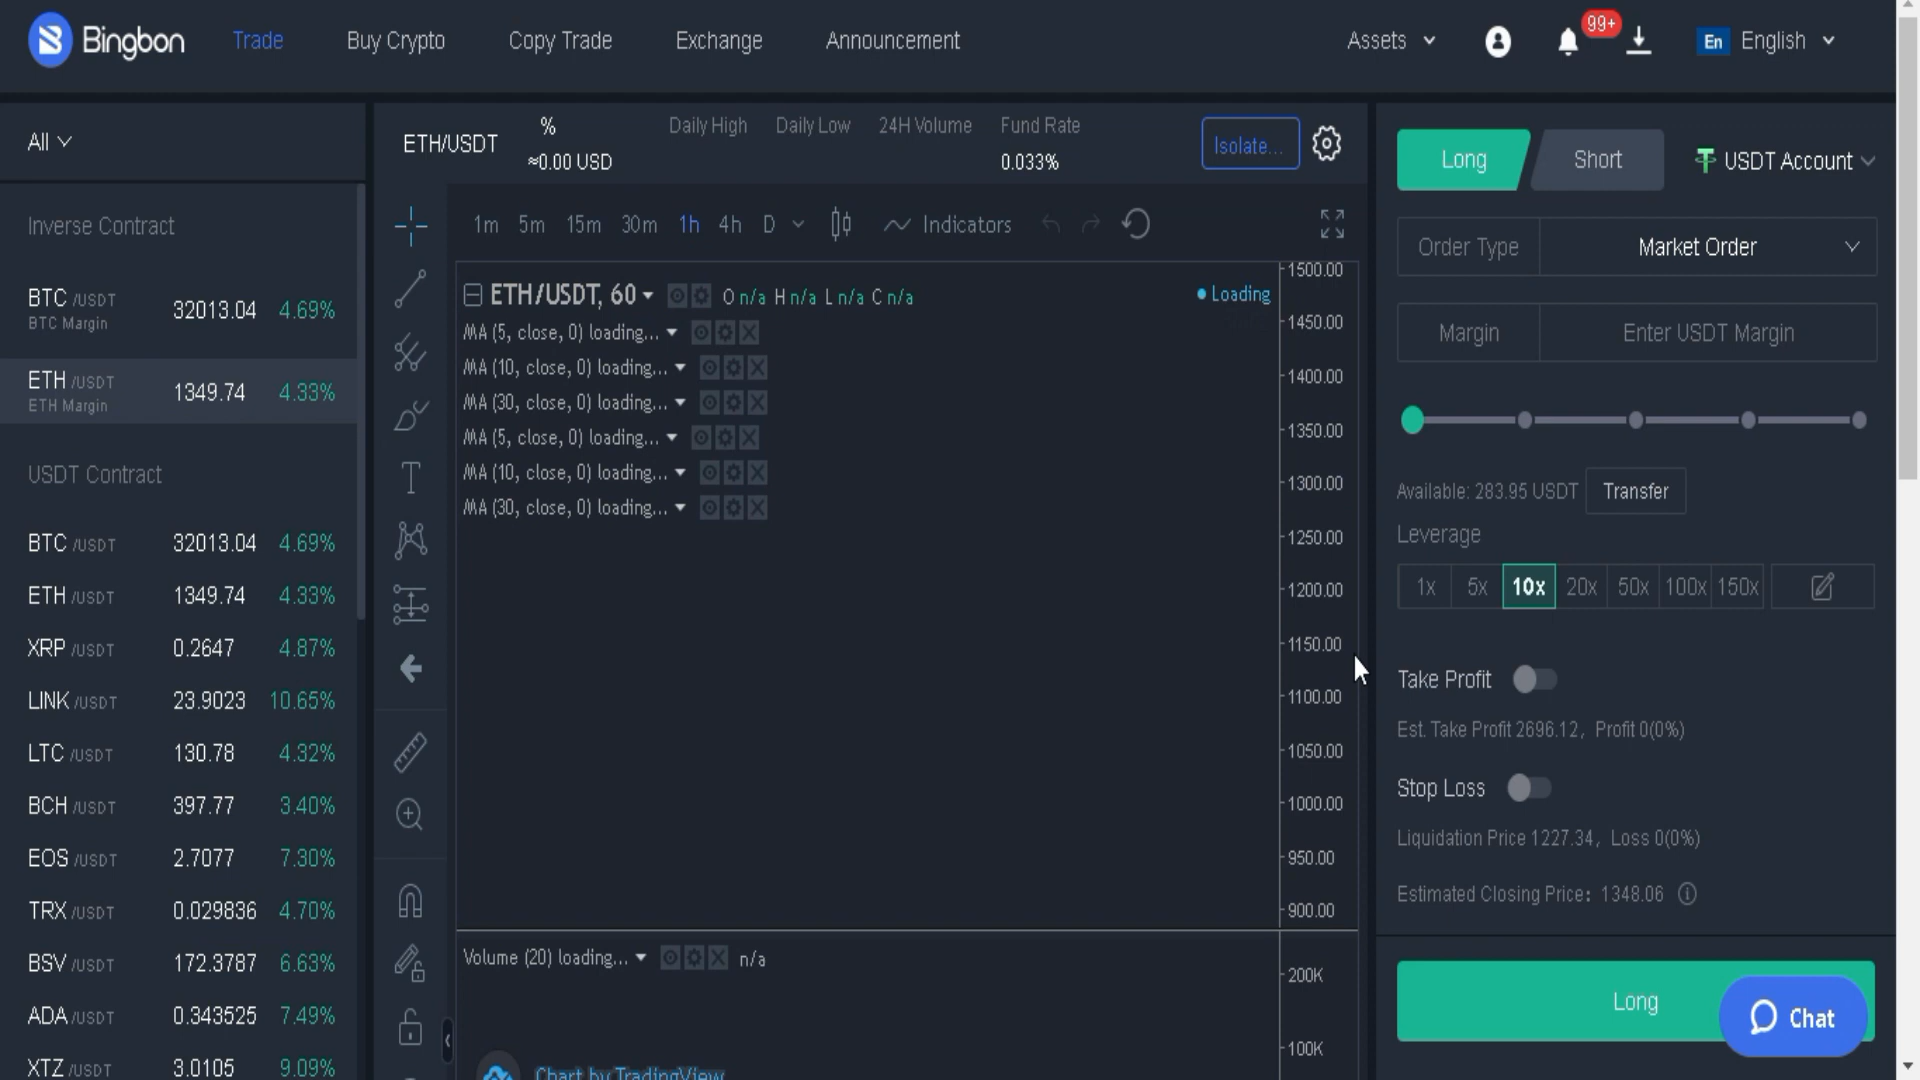 Bingbon Trade Buy Crypto Copy Trade Exchange Announcement Assets 99+ En English
All
Inverse Contract
BTC /USDT 32013.04 4.69%
BTC Margin
ETH /USDT 1349.74 4.33%
ETH Margin
USDT Contract
BTC /USDT 32013.04 4.69%
ETH /USDT 1349.74 4.33%
XRP /USDT 0.2647 4.87%
LINK /USDT 23.9023 10.65%
LTC /USDT 130.78 4.32%
BCH /USDT 397.77 3.40%
EOS /USDT 2.7077 7.30%
TRX /USDT 0.029836 4.70%
BSV /USDT 172.3787 6.63%
ADA /USDT 0.343525 7.49%
XTZ /USDT 3.0105 9.09%
ETH/USDT
%
≈0.00 USD
Daily High Daily Low 24H Volume Fund Rate
0.033%
Isolate...
1m 5m 15m 30m 1h 4h D Indicators
ETH/USDT, 60 O n/a H n/a L n/a C n/a
Loading
MA (5, close, 0) loading...
MA (10, close, 0) loading...
MA (30, close, 0) loading...
MA (5, close, 0) loading...
MA (10, close, 0) loading...
MA (30, close, 0) loading...
1500.00
1450.00
1400.00
1350.00
1300.00
1250.00
1200.00
1150.00
1100.00
1050.00
1000.00
950.00
900.00
Volume (20) loading... n/a
200K
100K
Chart by TradingView
Long Short USDT Account
Order Type Market Order
Margin Enter USDT Margin
Available: 283.95 USDT Transfer
Leverage
1x 5x 10x 20x 50x 100x 150x
Take Profit
Est. Take Profit 2696.12, Profit 0(0%)
Stop Loss
Liquidation Price 1227.34, Loss 0(0%)
Estimated Closing Price: 1348.06
Long
Chat